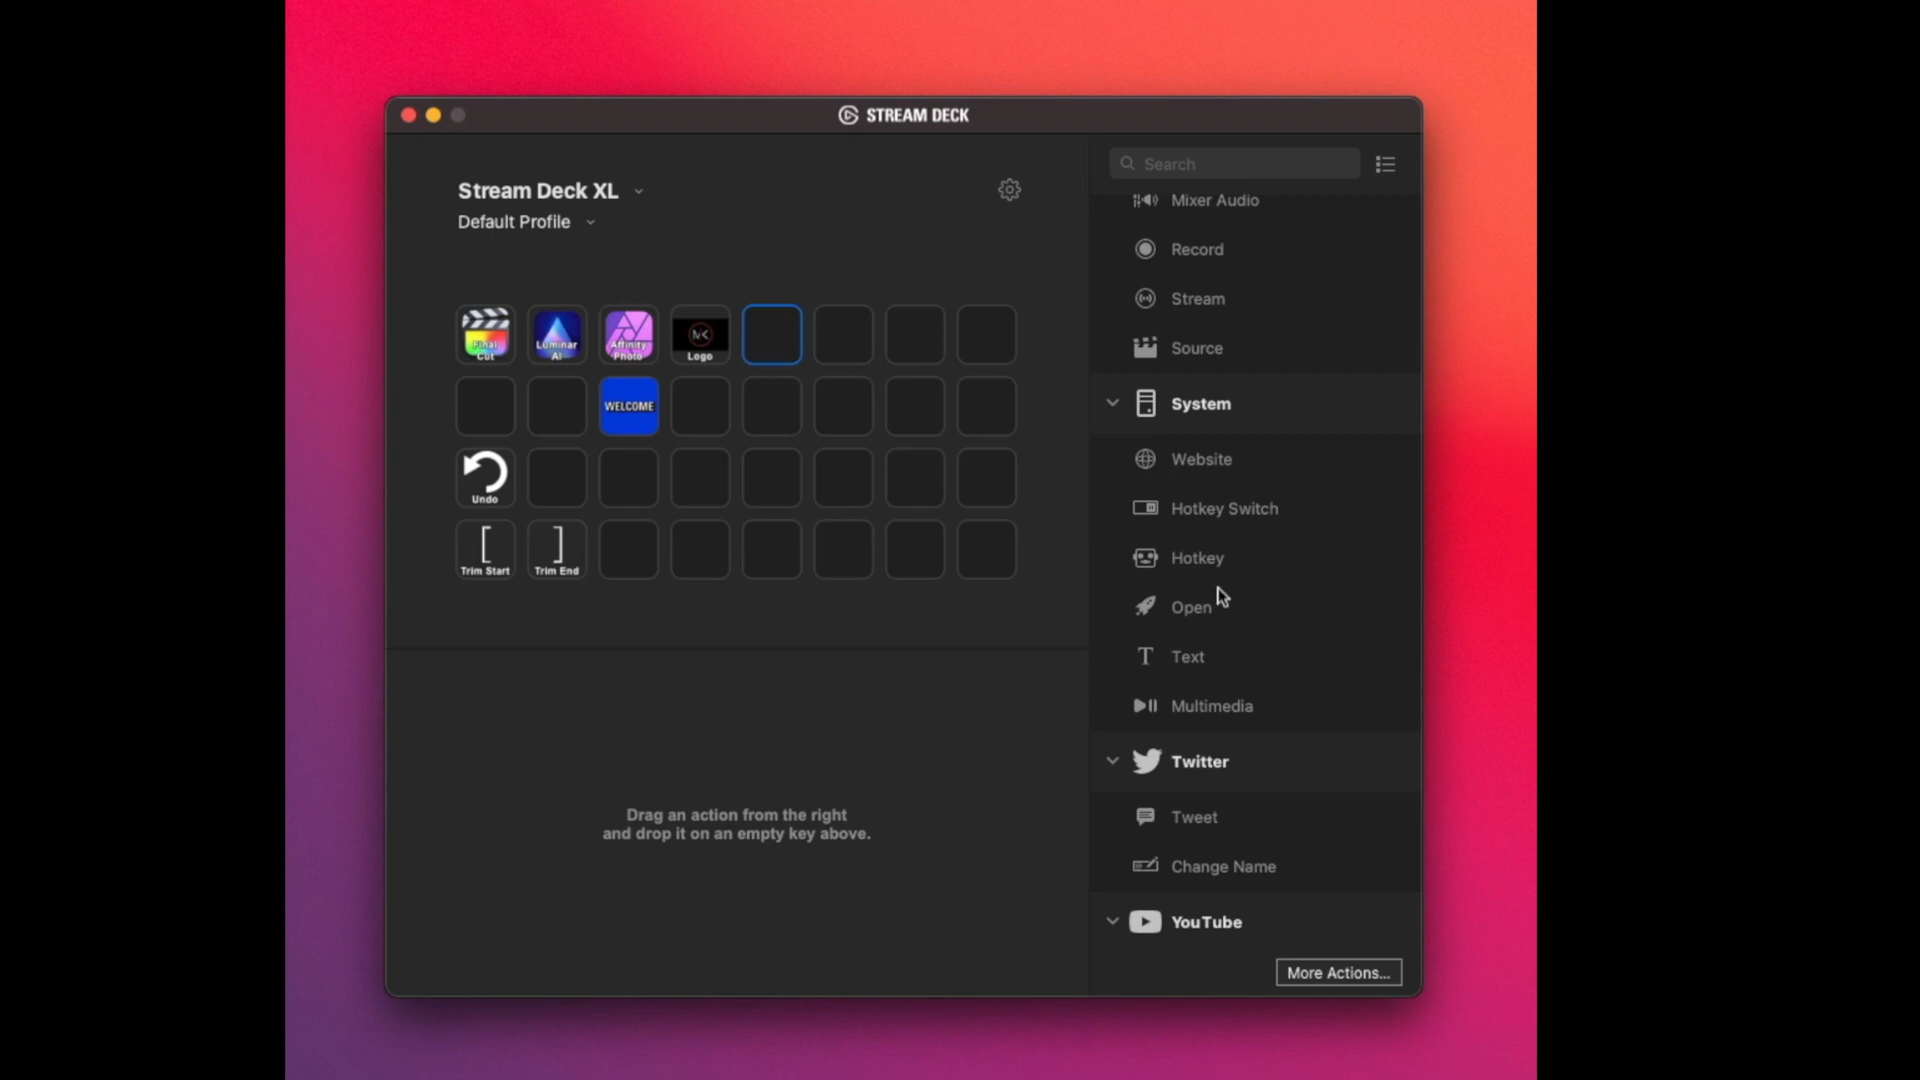 STREAM DECK
Stream Deck XL
Default Profile
Final
Cut
Luminar
AI
Affinity
Photo
MK
Logo
WELCOME
Undo
[
Trim Start
]
Trim End
Drag an action from the right
and drop it on an empty key above.
Search
Mixer Audio
Record
Stream
Source
System
Website
Hotkey Switch
Hotkey
Open
Text
Multimedia
Twitter
Tweet
Change Name
YouTube
More Actions...